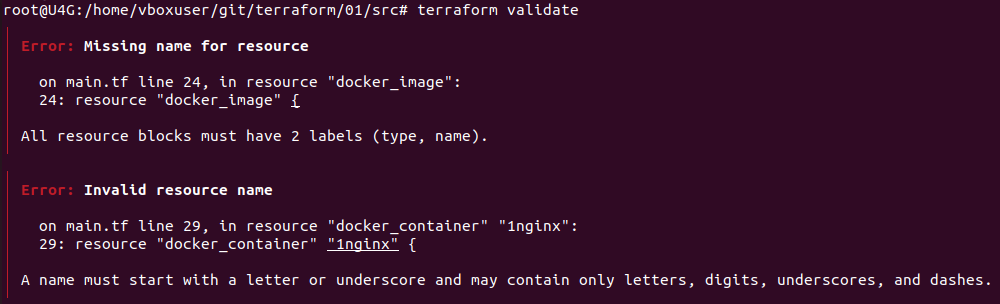 root@U4G:/home/vboxuser/git/terraform/01/src# terraform validate
Error: Missing name for resource
on main.tf line 24, in resource "docker_image":
24: resource "docker_image" {
All resource blocks must have 2 labels (type, name).
Error: Invalid resource name
on main.tf line 29, in resource "docker_container" "1nginx":
29: resource "docker_container" "1nginx" {
A name must start with a letter or underscore and may contain only letters, digits, underscores, and dashes.